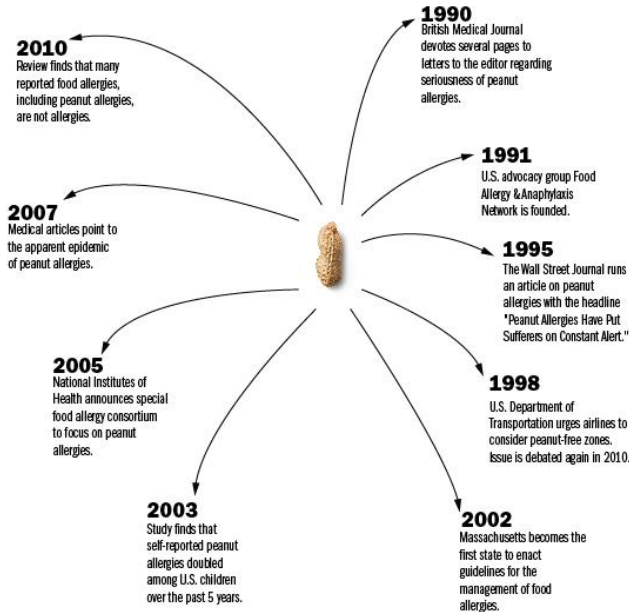 1990
British Medical Journal
devotes several pages to
letters to the editor regarding
seriousness of peanut
allergies.
1991
U.S. advocacy group Food
Allergy & Anaphylaxis
Network is founded.
1995
The Wall Street Journal runs
an article on peanut
allergies with the headline
"Peanut Allergies Have Put
Sufferers on Constant Alert."
1998
U.S. Department of
Transportation urges airlines to
consider peanut-free zones.
Issue is debated again in 2010.
2002
Massachusetts becomes the
first state to enact
guidelines for the
management of food
allergies.
2003
Study finds that
self-reported peanut
allergies doubled
among U.S. children
over the past 5 years.
2005
National Institutes of
Health announces special
food allergy consortium
to focus on peanut
allergies.
2007
Medical articles point to
the apparent epidemic
of peanut allergies.
2010
Review finds that many
reported food allergies,
including peanut allergies,
are not allergies.